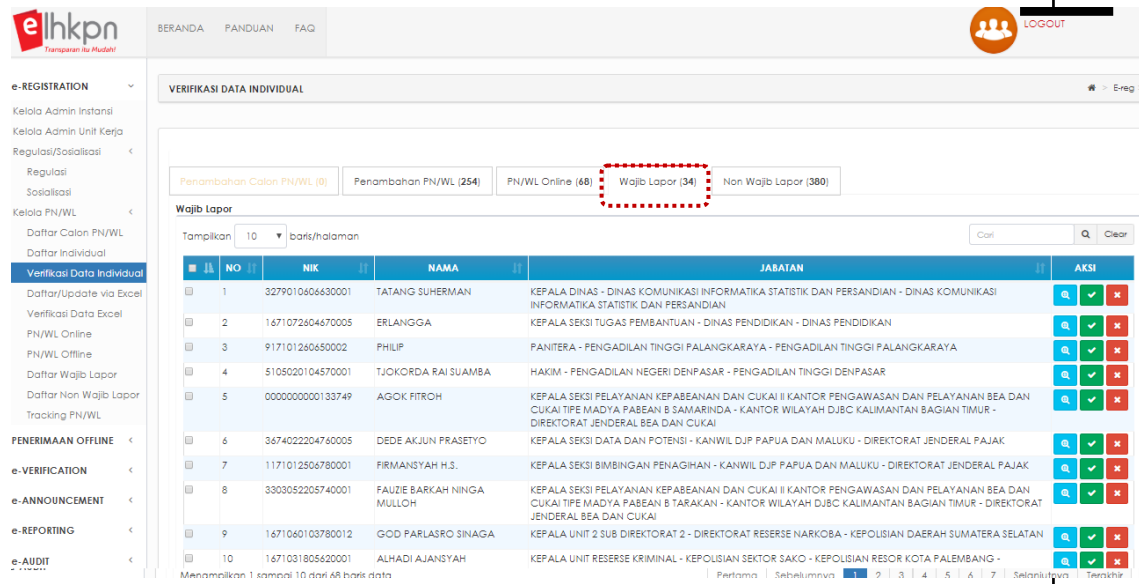 elhkpn
Transparan itu Mudah!
BERANDA PANDUAN FAQ
LOGOUT
e-REGISTRATION
Kelola Admin Instansi
Kelola Admin Unit Kerja
Regulasi/Sosialisasi
Regulasi
Sosialisasi
Kelola PN/WL
Daftar Calon PN/WL
Daftar Individual
Verifikasi Data Individual
Daftar/Update via Excel
Verifikasi Data Excel
PN/WL Online
PN/WL Offline
Daftar Wajib Lapor
Daftar Non Wajib Lapor
Tracking PN/WL
PENERIMAAN OFFLINE
e-VERIFICATION
e-ANNOUNCEMENT
e-REPORTING
e-AUDIT
VERIFIKASI DATA INDIVIDUAL
> E-reg
Penambahan Calon PN/WL (0) Penambahan PN/WL (254) PN/WL Online (68) Wajib Lapor (34) Non Wajib Lapor (380)
Wajib Lapor
Tampilkan 10 baris/halaman Cari Clear
NO NIK NAMA JABATAN AKSI
1 3279010606630001 TATANG SUHERMAN KEPALA DINAS - DINAS KOMUNIKASI INFORMATIKA STATISTIK DAN PERSANDIAN - DINAS KOMUNIKASI
INFORMATIKA STATISTIK DAN PERSANDIAN
2 1671072604670005 ERLANGGA KEPALA SEKSI TUGAS PEMBANTUAN - DINAS PENDIDIKAN - DINAS PENDIDIKAN
3 917101260650002 PHILIP PANITERA - PENGADILAN TINGGI PALANGKARAYA - PENGADILAN TINGGI PALANGKARAYA
4 5105020104570001 TJOKORDA RAI SUAMBA HAKIM - PENGADILAN NEGERI DENPASAR - PENGADILAN TINGGI DENPASAR
5 0000000000133749 AGOK FITROH KEPALA SEKSI PELAYANAN KEPABEANAN DAN CUKAI II KANTOR PENGAWASAN DAN PELAYANAN BEA DAN
CUKAI TIPE MADYA PABEAN B SAMARINDA - KANTOR WILAYAH DJBC KALIMANTAN BAGIAN TIMUR -
DIREKTORAT JENDERAL BEA DAN CUKAI
6 3674022204760005 DEDE AKJUN PRASETYO KEPALA SEKSI DATA DAN POTENSI - KANWIL DJP PAPUA DAN MALUKU - DIREKTORAT JENDERAL PAJAK
7 1171012506780001 FIRMANSYAH H.S. KEPALA SEKSI BIMBINGAN PENAGIHAN - KANWIL DJP PAPUA DAN MALUKU - DIREKTORAT JENDERAL PAJAK
8 3303052205740001 FAUZIE BARKAH NINGA KEPALA SEKSI PELAYANAN KEPABEANAN DAN CUKAI II KANTOR PENGAWASAN DAN PELAYANAN BEA DAN
MULLOH CUKAI TIPE MADYA PABEAN B TARAKAN - KANTOR WILAYAH DJBC KALIMANTAN BAGIAN TIMUR - DIREKTORAT
JENDERAL BEA DAN CUKAI
9 1671060103780012 GOD PARLASRO SINAGA KEPALA UNIT 2 SUB DIREKTORAT 2 - DIREKTORAT RESERSE NARKOBA - KEPOLISIAN DAERAH SUMATERA SELATAN
10 1671031805620001 ALHADI AJANSYAH KEPALA UNIT RESERSE KRIMINAL - KEPOLISIAN SEKTOR SAKO - KEPOLISIAN RESOR KOTA PALEMBANG -
Menampilkan 1 sampai 10 dari 68 baris data Pertama Sebelumnya 1 2 3 4 5 6 7 Selanjutnya Terakhir